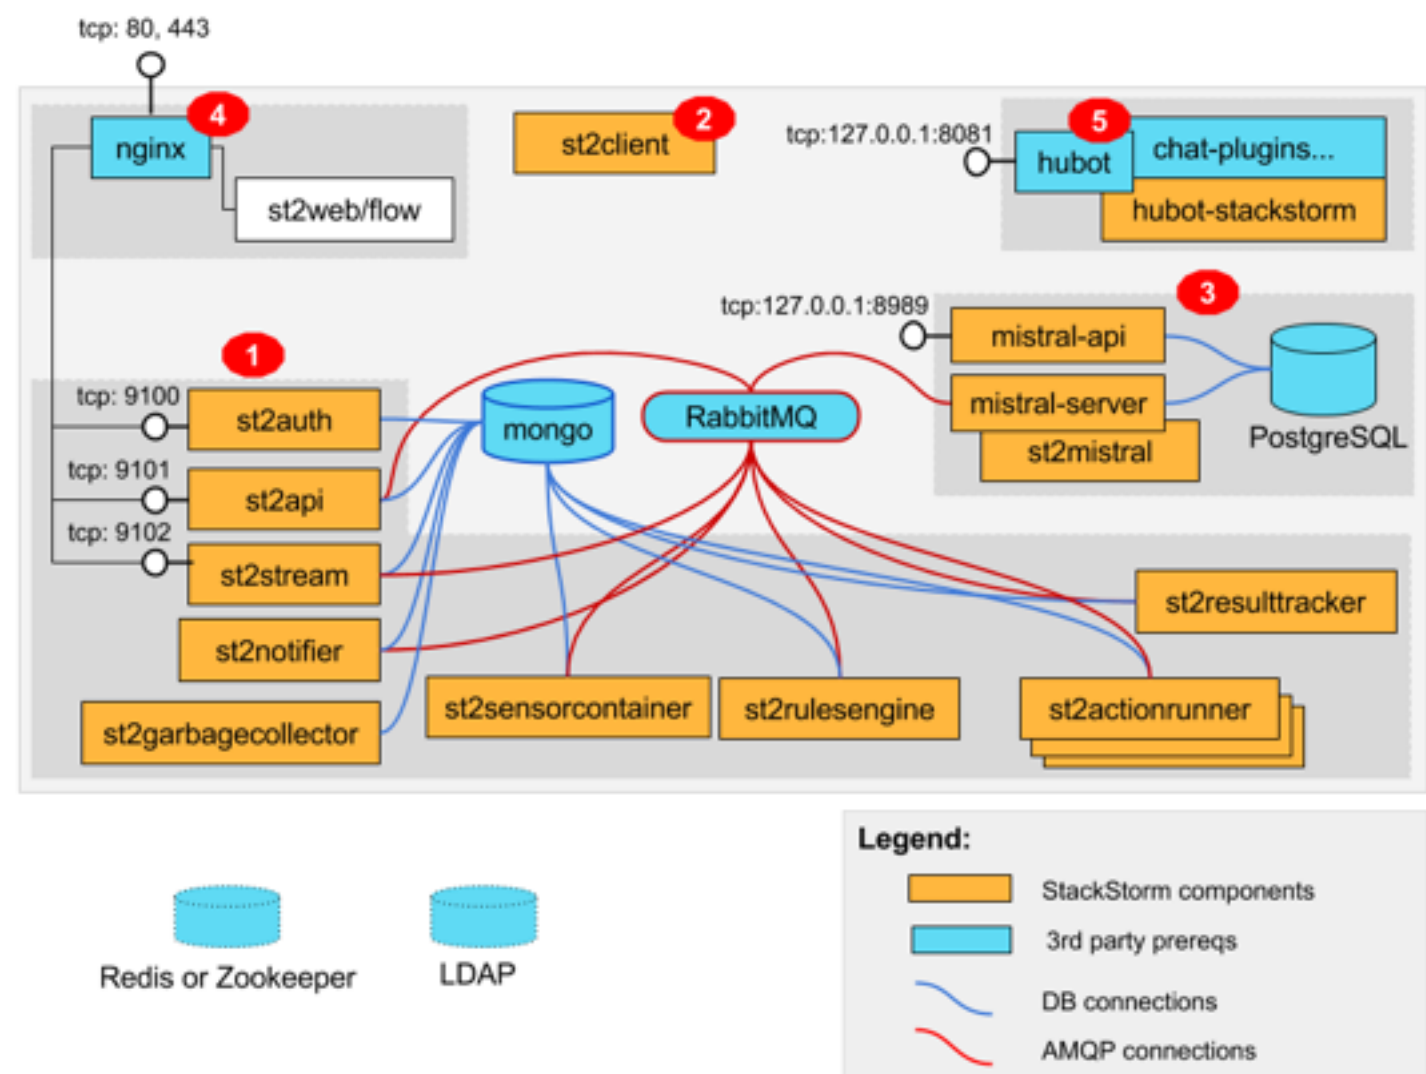 tcp: 80, 443
4
nginx
st2web/flow
st2client
2
tcp:127.0.0.1:8081
5
hubot
chat-plugins...
hubot-stackstorm
tcp:127.0.0.1:8989
3
mistral-api
mistral-server
st2mistral
PostgreSQL
1
tcp: 9100
st2auth
tcp: 9101
st2api
tcp: 9102
st2stream
st2notifier
st2garbagecollector
mongo
RabbitMQ
st2sensorcontainer
st2rulesengine
st2actionrunner
st2resulttracker
Redis or Zookeeper
LDAP
Legend:
StackStorm components
3rd party prereqs
DB connections
AMQP connections